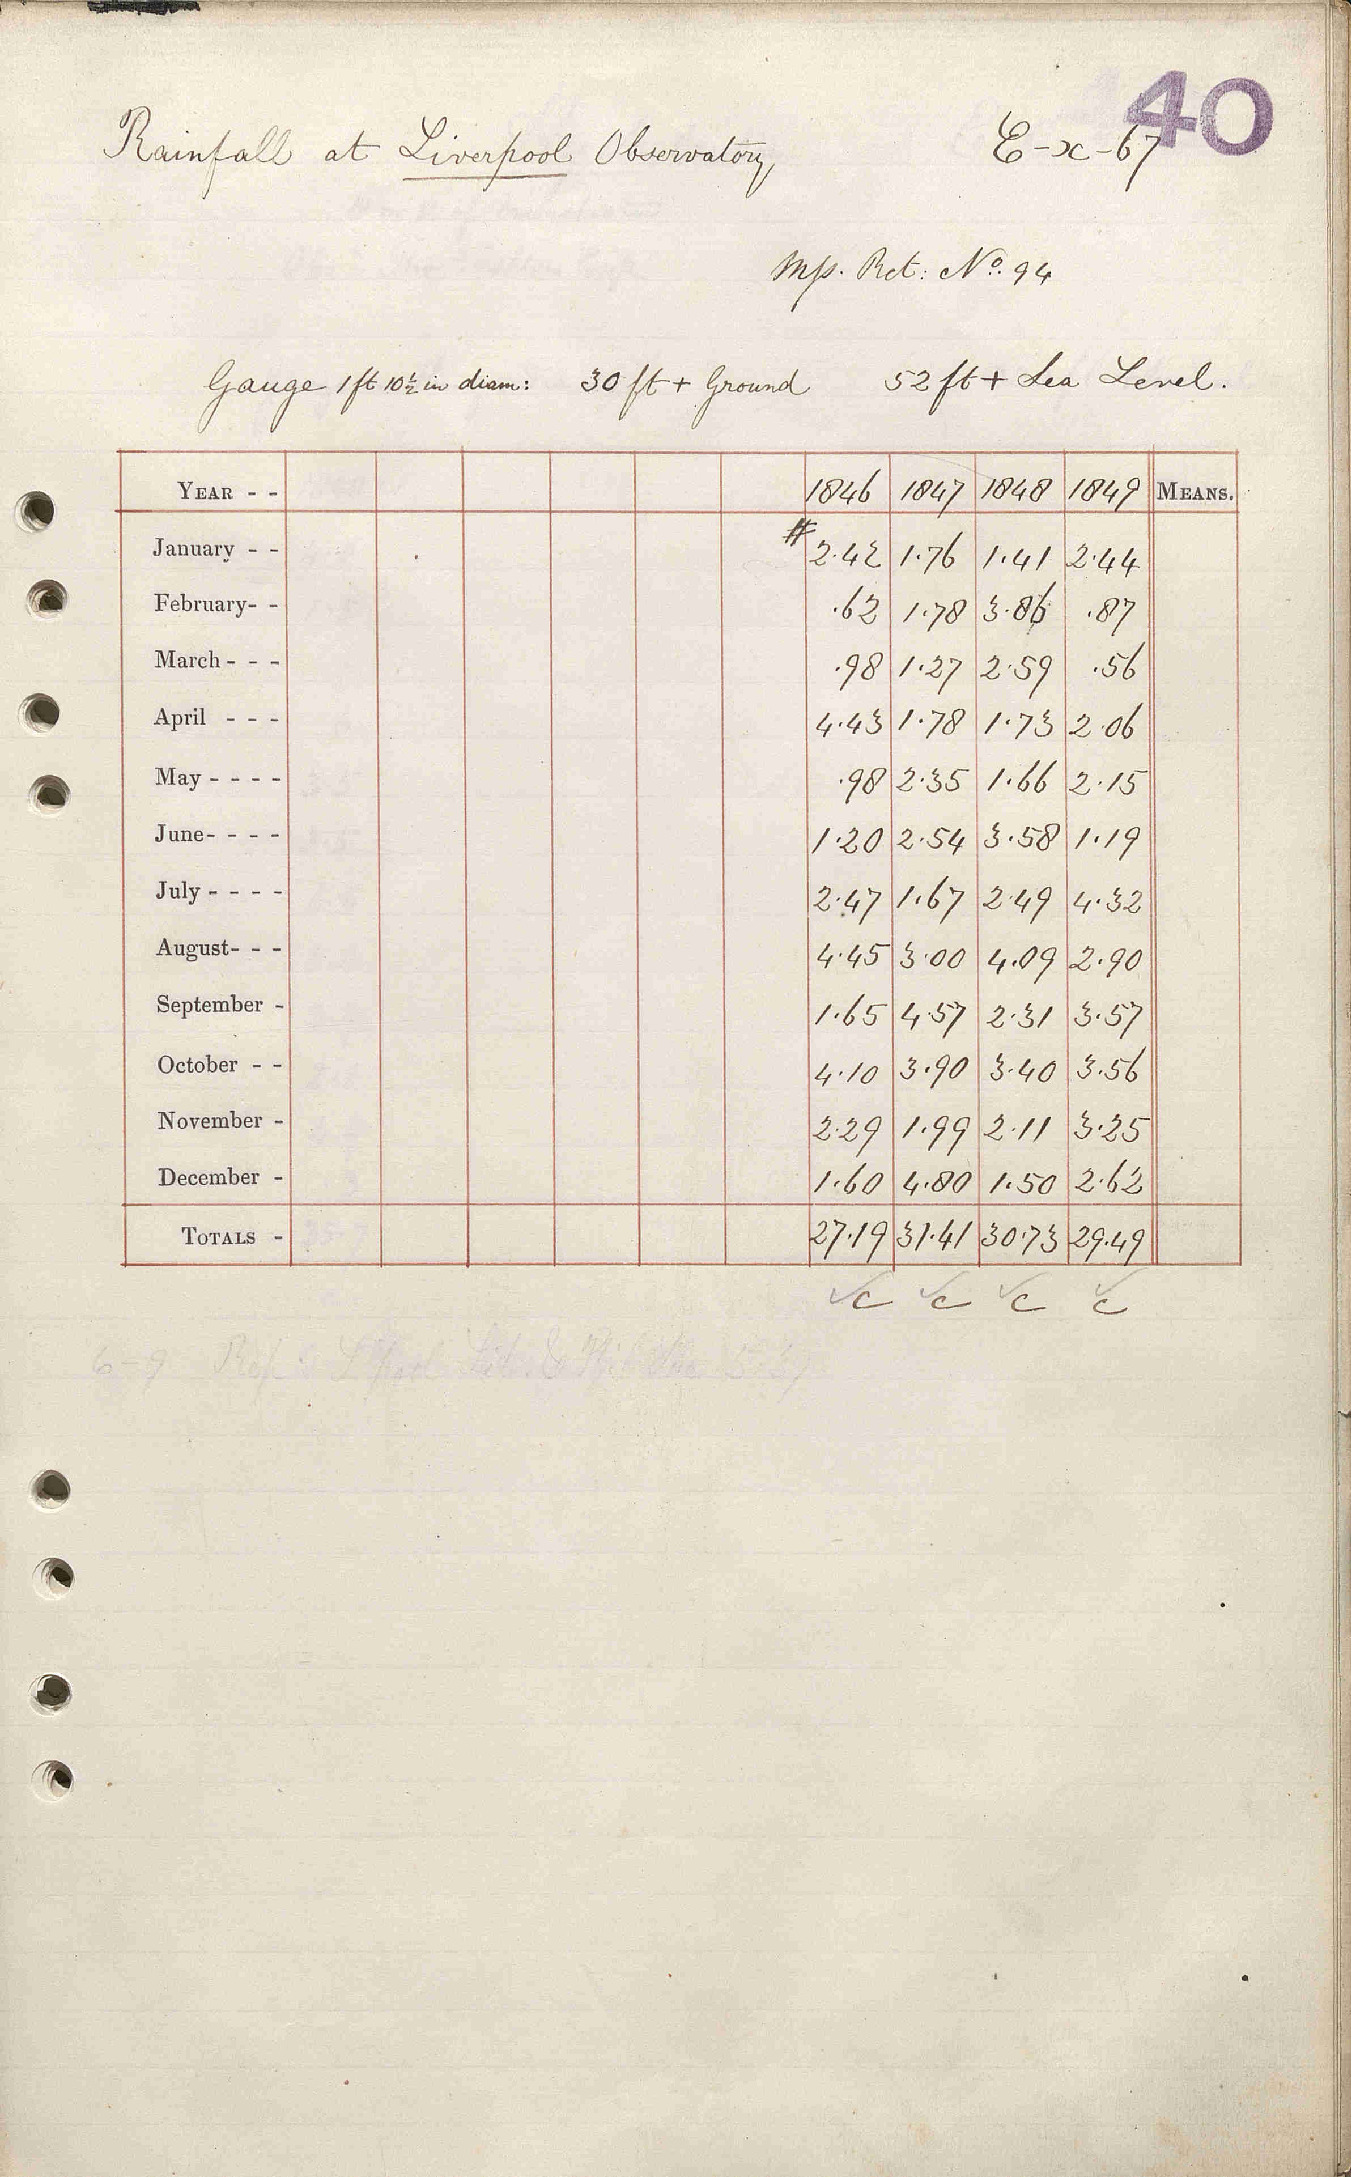 40
Rainfall at Liverpool Observatory E-x-67
Ms. Ret: No. 94
Gauge 1ft 10½ in diam: 30 ft + Ground 52 ft + Sea Level.
YEAR - - 1846 1847 1848 1849 MEANS.
January - - # 2.42 1.76 1.41 2.44
February- - .62 1.78 3.86 .87
March - - - .98 1.27 2.59 .56
April - - - 4.43 1.78 1.73 2.06
May - - - - .98 2.35 1.66 2.15
June- - - - 1.20 2.54 3.58 1.19
July - - - - 2.47 1.67 2.49 4.32
August- - - 4.45 3.00 4.09 2.90
September - 1.65 4.57 2.31 3.57
October - - 4.10 3.90 3.40 3.56
November - 2.29 1.99 2.11 3.25
December - 1.60 4.80 1.50 2.62
TOTALS - 27.19 31.41 30.73 29.49
✓c ✓c ✓c ✓c
6-9